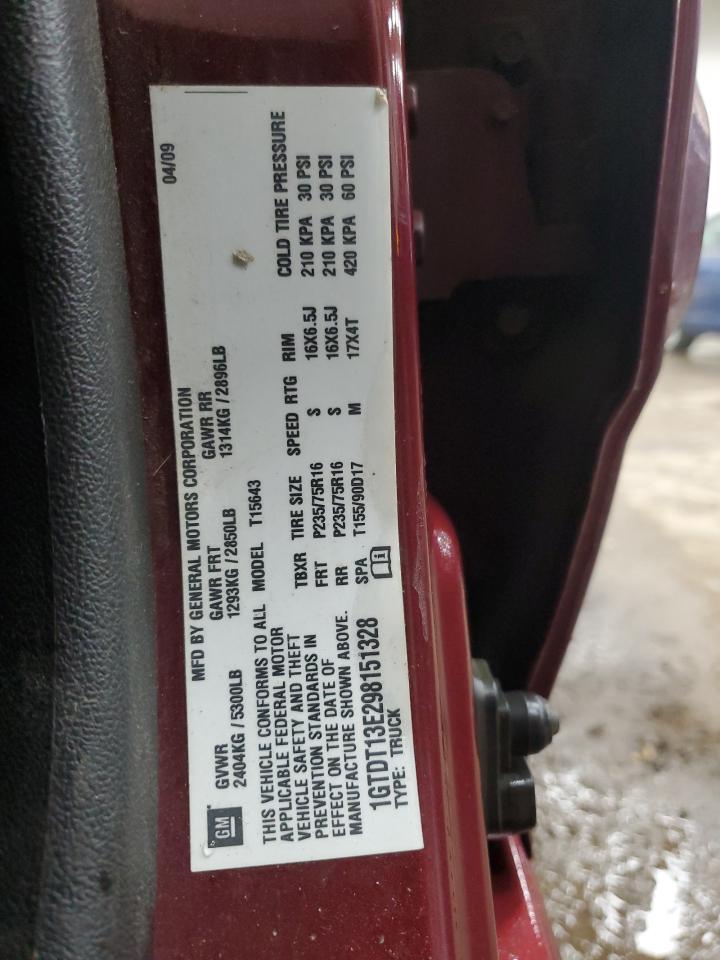 MFD BY GENERAL MOTORS CORPORATION 04/09
GM
GVWR GAWR FRT GAWR RR
2404KG / 5300LB 1293KG / 2850LB 1314KG / 2896LB
THIS VEHICLE CONFORMS TO ALL MODEL T15643
APPLICABLE FEDERAL MOTOR
VEHICLE SAFETY AND THEFT
PREVENTION STANDARDS IN
EFFECT ON THE DATE OF
MANUFACTURE SHOWN ABOVE.
TBXR TIRE SIZE SPEED RTG RIM COLD TIRE PRESSURE
FRT P235/75R16 S 16X6.5J 210 KPA 30 PSI
RR P235/75R16 S 16X6.5J 210 KPA 30 PSI
SPA T155/90D17 M 17X4T 420 KPA 60 PSI
1GTDT13E298151328
TYPE: TRUCK